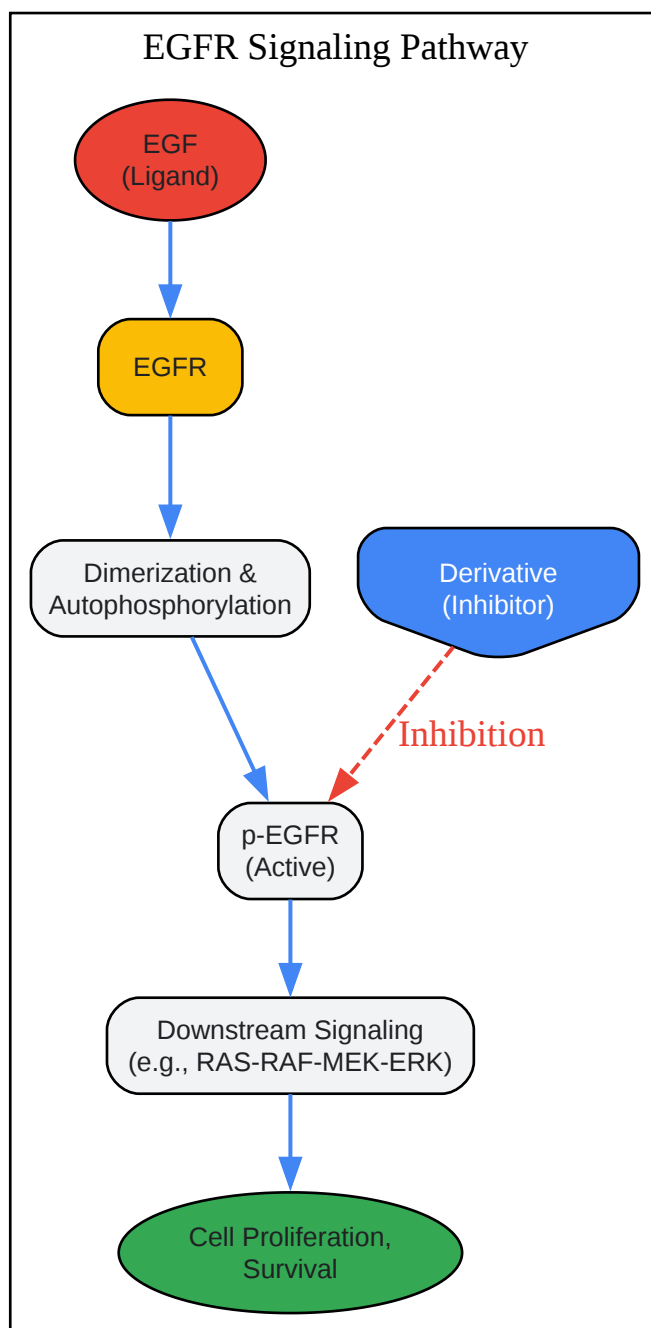 EGFR Signaling Pathway
EGF
(Ligand)
EGFR
Dimerization &
Autophosphorylation
Derivative
(Inhibitor)
Inhibition
p-EGFR
(Active)
Downstream Signaling
(e.g., RAS-RAF-MEK-ERK)
Cell Proliferation,
Survival